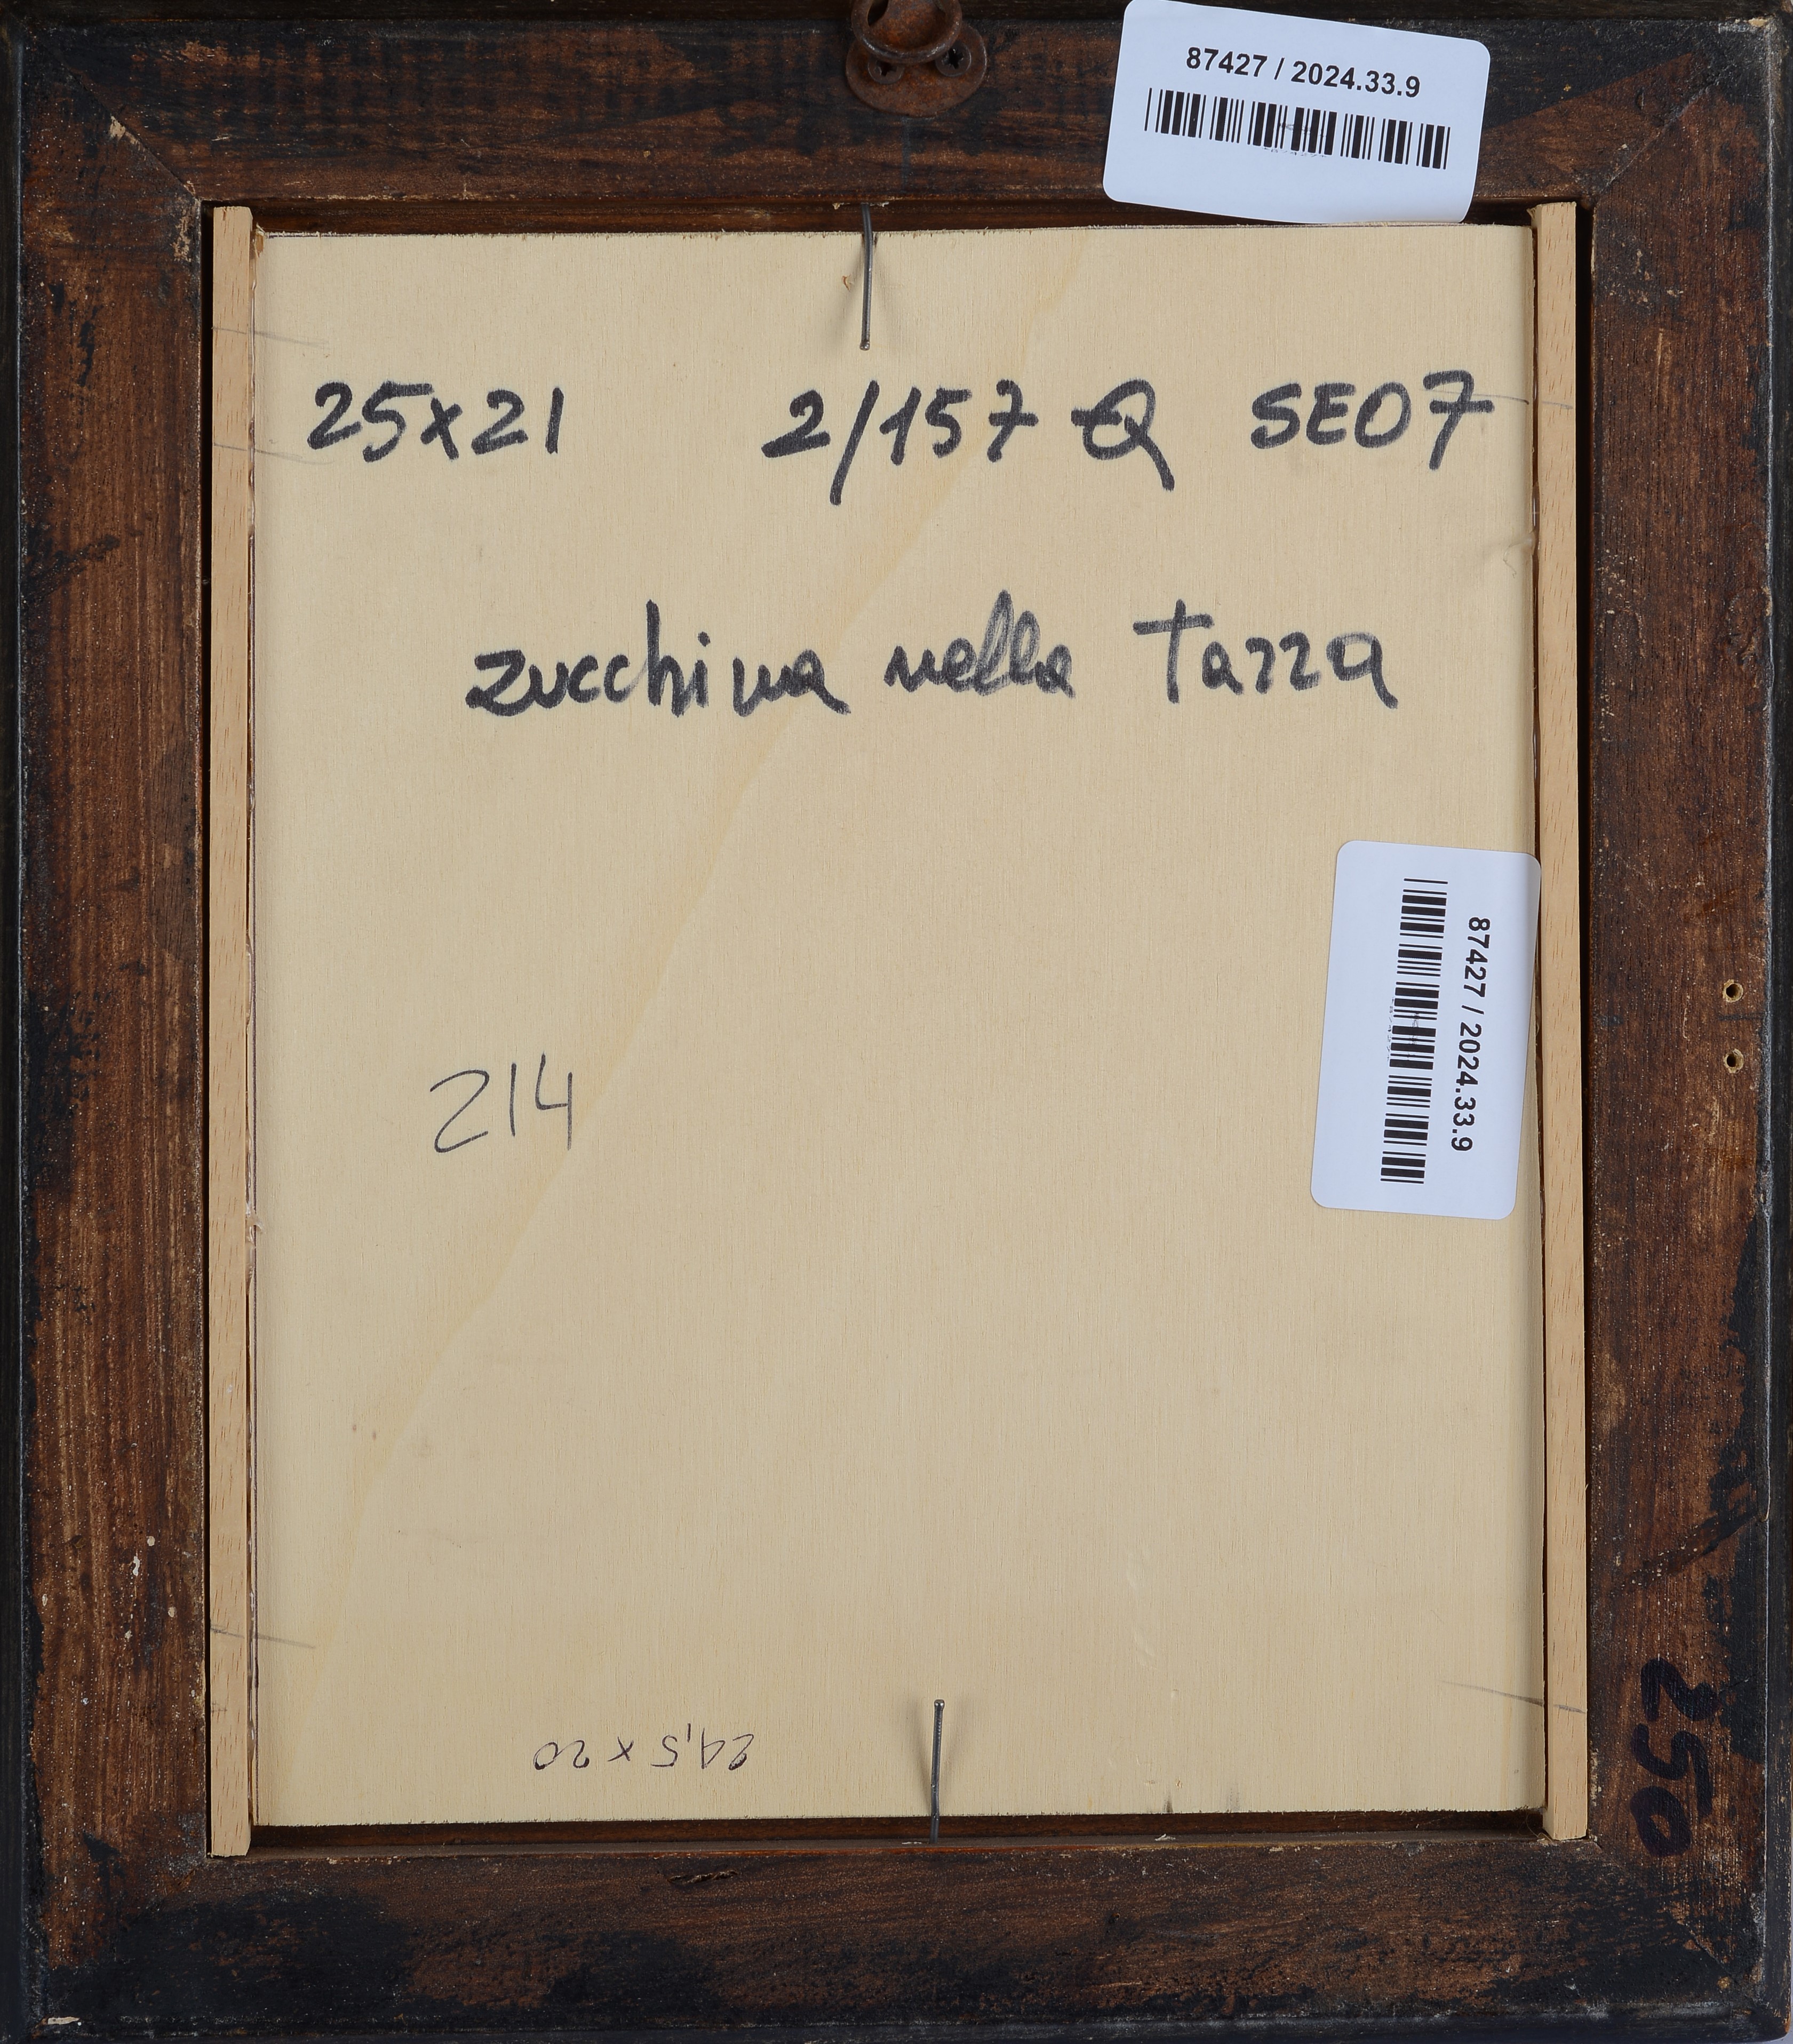 87427 / 2024.33.9
25x21 2/157 Q SE07
zucchina nella Tazza
87427 / 2024.33.9
214
24,5 x 20
250